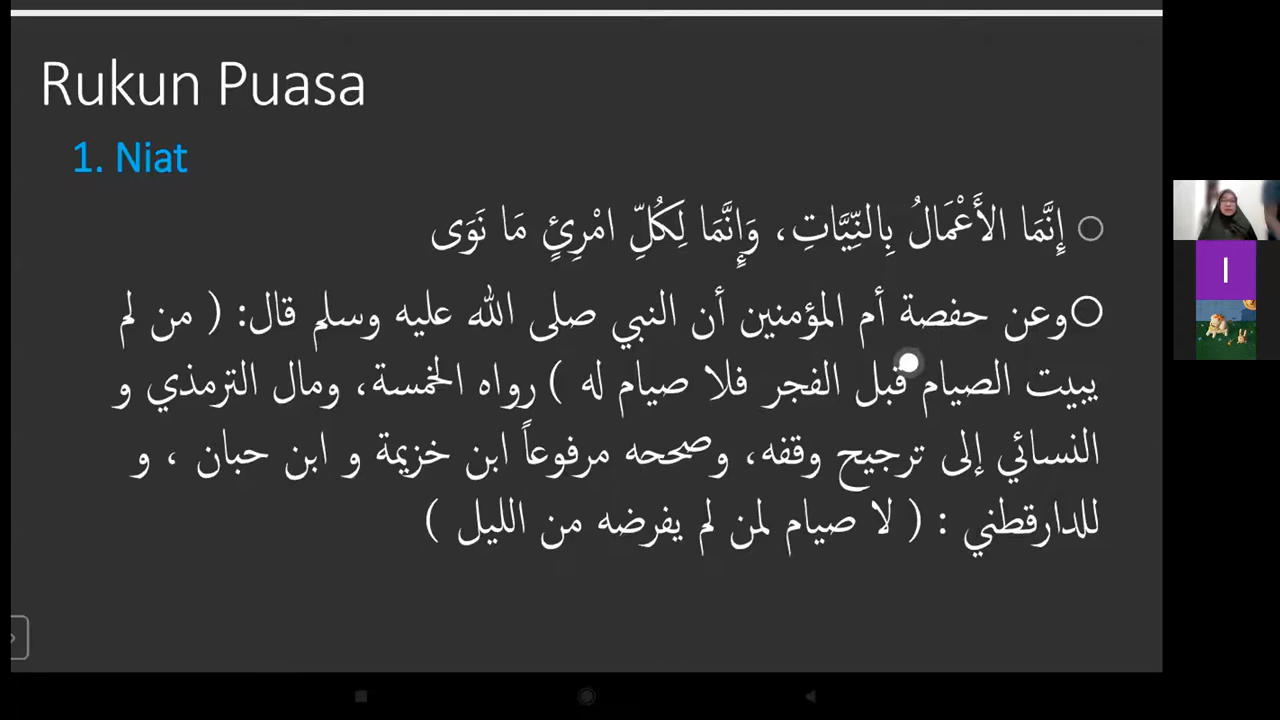 Rukun Puasa
1. Niat
إِنَّمَا الأَعْمَالُ بِالنِّيَّاتِ، وَإِنَّمَا لِكُلِّ امْرِئٍ مَا نَوَى
وعن حفصة أم المؤمنين أن النبي صلى الله عليه وسلم قال: ( من لم
يبيت الصيام قبل الفجر فلا صيام له ) رواه الخمسة، ومال الترمذي و
النسائي إلى ترجيح وقفه، وصححه مرفوعاً ابن خزيمة و ابن حبان ، و
للدارقطني : ( لا صيام لمن لم يفرضه من الليل )
I